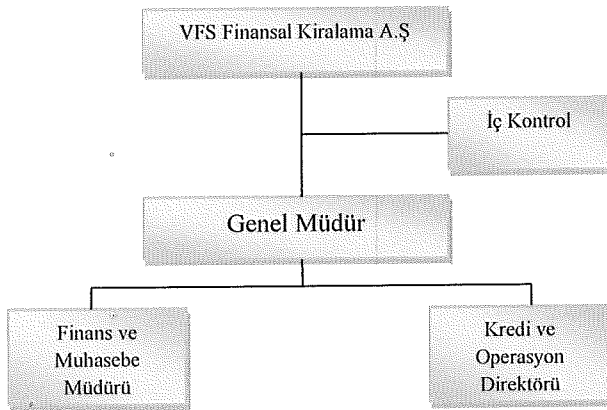 VFS Finansal Kiralama A.Ş
İç Kontrol
Genel Müdür
Finans ve
Muhasebe
Müdürü
Kredi ve
Operasyon
Direktörü